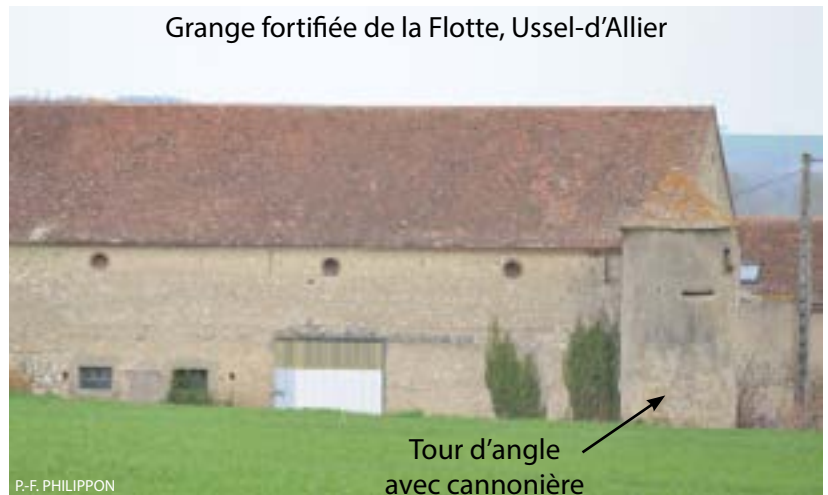 Grange fortifiée de la Flotte, Ussel-d'Allier
Tour d'angle
avec cannonière
P.-F. PHILIPPON